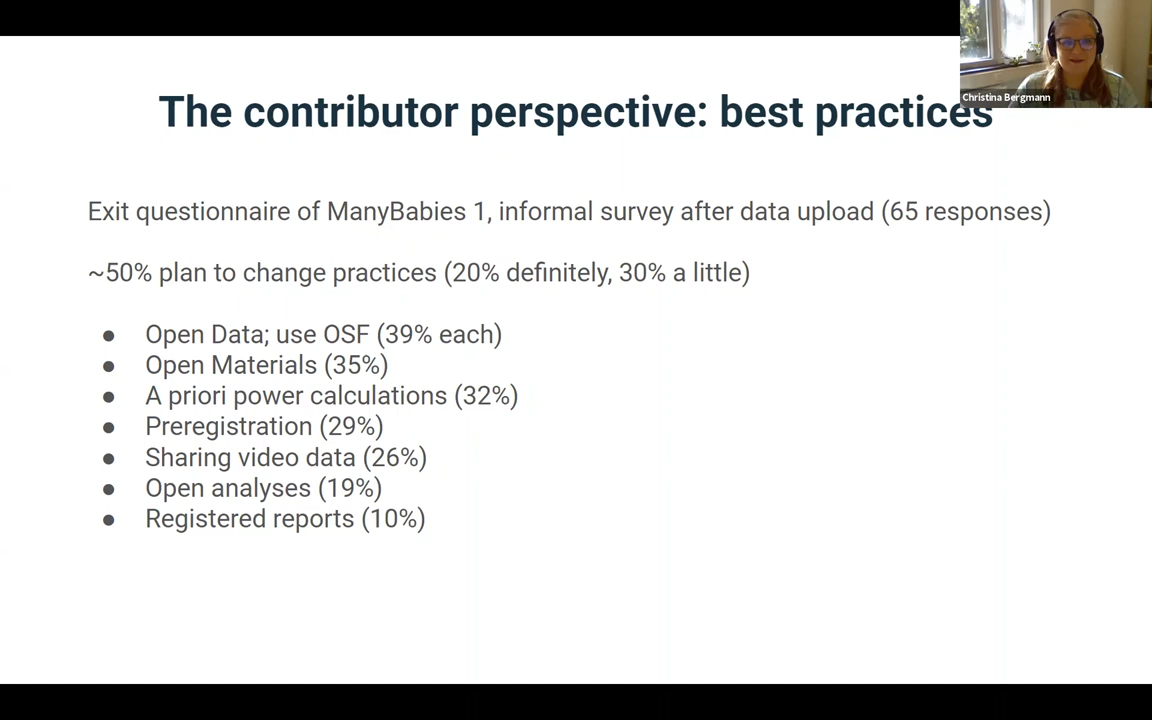 Christina Bergmann
The contributor perspective: best practices
Exit questionnaire of ManyBabies 1, informal survey after data upload (65 responses)
~50% plan to change practices (20% definitely, 30% a little)
● Open Data; use OSF (39% each)
● Open Materials (35%)
● A priori power calculations (32%)
● Preregistration (29%)
● Sharing video data (26%)
● Open analyses (19%)
● Registered reports (10%)